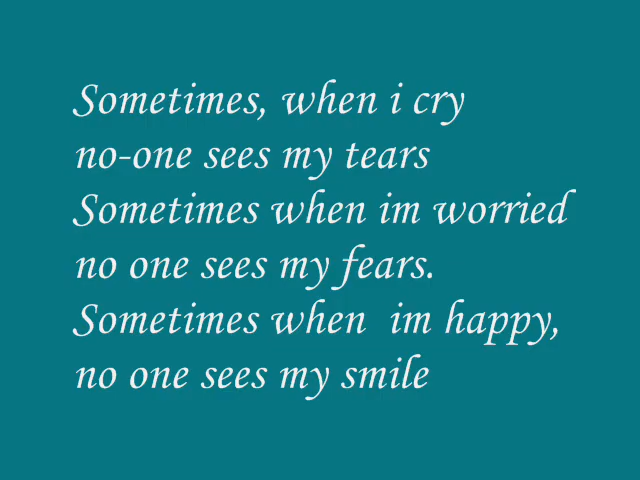 Sometimes, when i cry
no-one sees my tears
Sometimes when im worried
no one sees my fears.
Sometimes when  im happy,
no one sees my smile